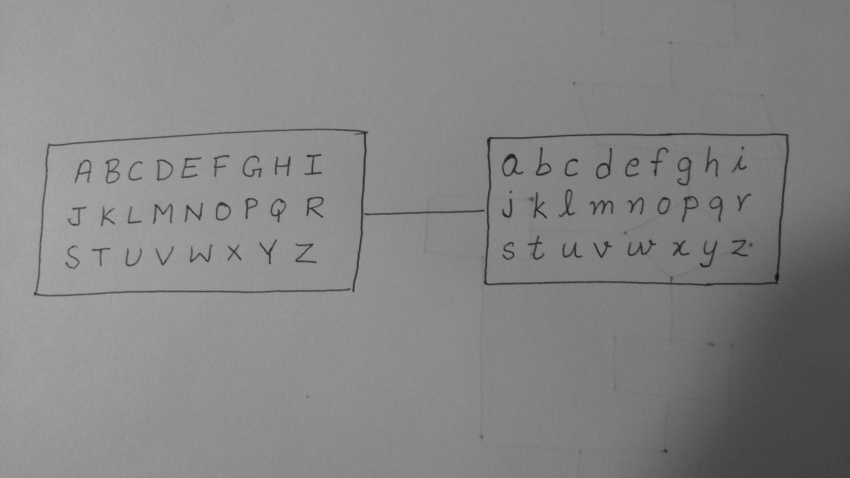 A B C D E F G H I
J K L M N O P Q R
S T U V W X Y Z
a b c d e f g h i
j k l m n o p q r
s t u v w x y z